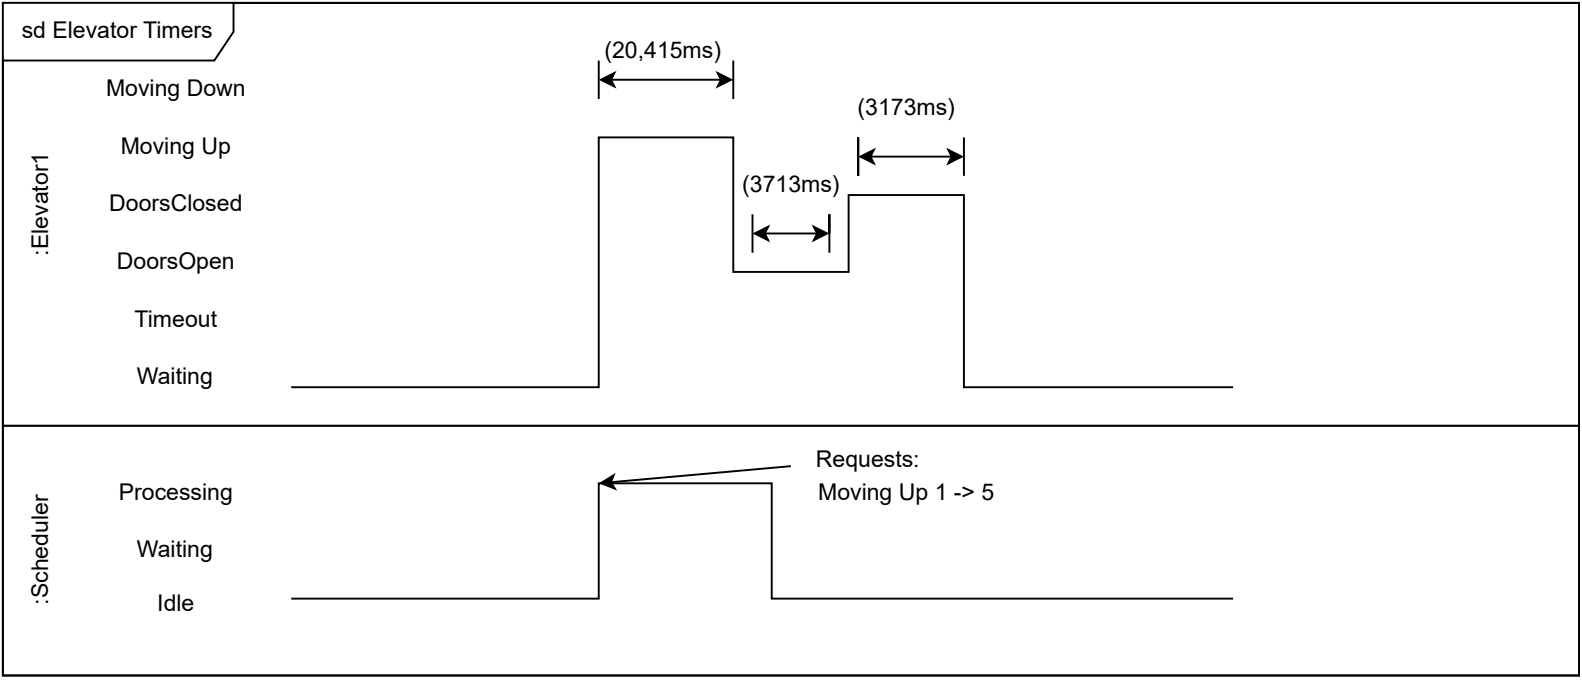 sd Elevator Timers
(20,415ms)
Moving Down
(3173ms)
Moving Up
(3713ms)
DoorsClosed
:Elevator1
DoorsOpen
Timeout
Waiting
Requests:
Processing
Moving Up 1 -> 5
Waiting
:Scheduler
Idle